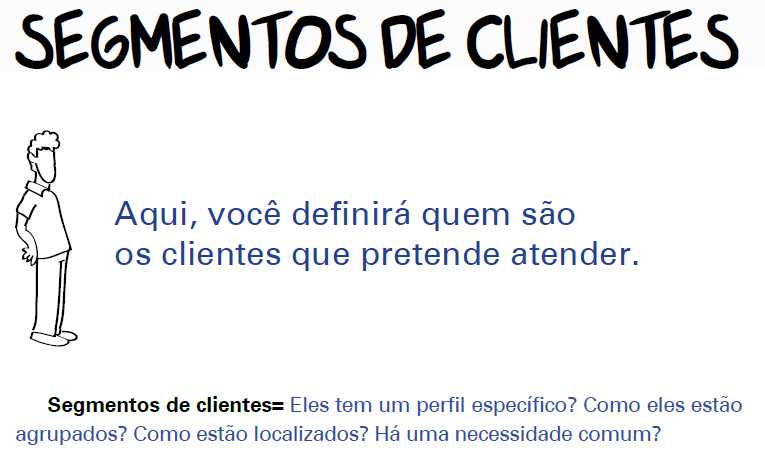 SEGMENTOS DE CLIENTES
Aqui, você definirá quem são
os clientes que pretende atender.
Segmentos de clientes= Eles tem um perfil específico? Como eles estão
agrupados? Como estão localizados? Há uma necessidade comum?